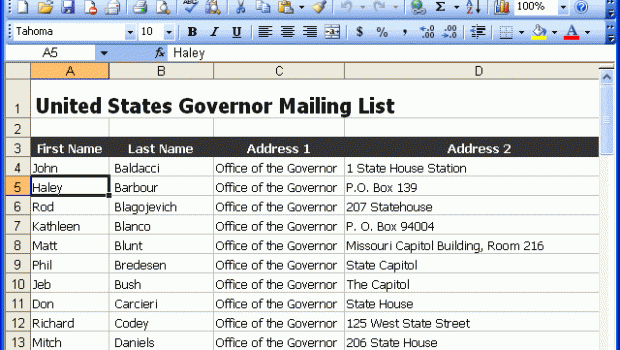 100%
Tahoma 10 B I U $ % ,
A5 fx Haley
A B C D
1 United States Governor Mailing List
2
3 First Name Last Name Address 1 Address 2
4 John Baldacci Office of the Governor 1 State House Station
5 Haley Barbour Office of the Governor P.O. Box 139
6 Rod Blagojevich Office of the Governor 207 Statehouse
7 Kathleen Blanco Office of the Governor P. O. Box 94004
8 Matt Blunt Office of the Governor Missouri Capitol Building, Room 216
9 Phil Bredesen Office of the Governor State Capitol
10 Jeb Bush Office of the Governor The Capitol
11 Don Carcieri Office of the Governor State House
12 Richard Codey Office of the Governor 125 West State Street
13 Mitch Daniels Office of the Governor 206 State House